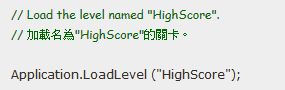 // Load the level named "HighScore".
// 加載名為"HighScore"的關卡。
Application.LoadLevel ("HighScore");